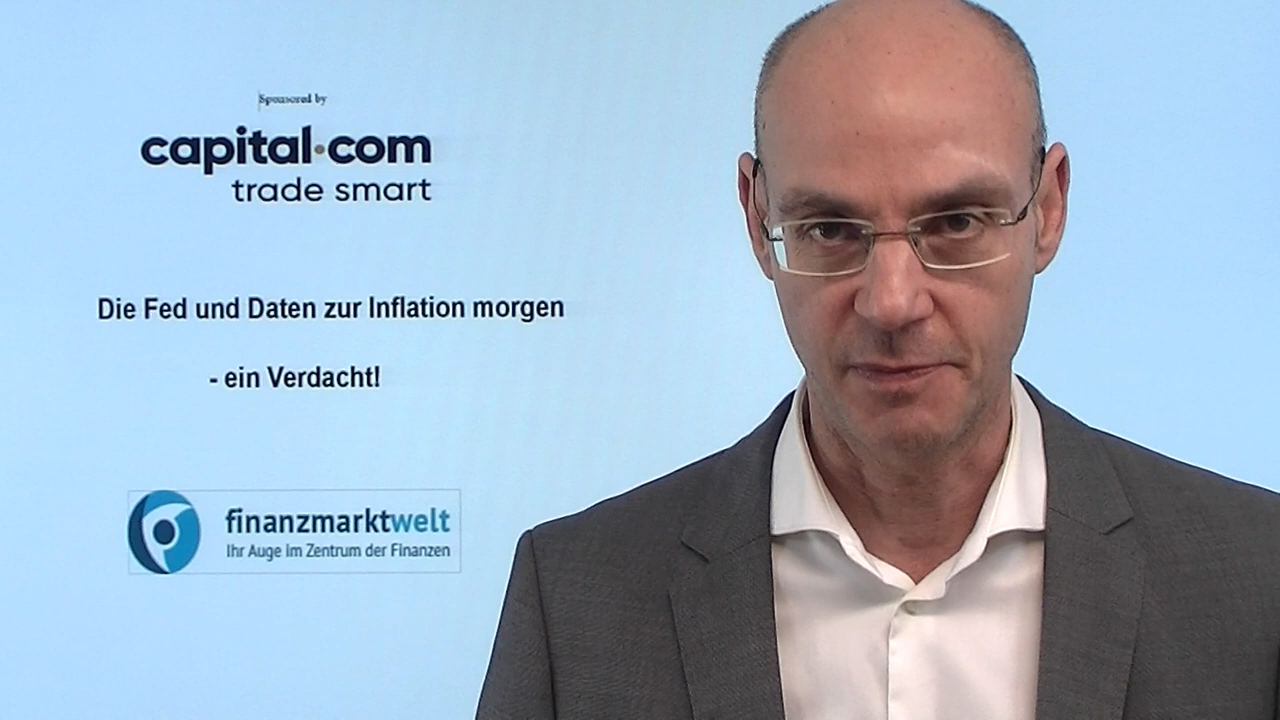 Sponsored by
capital.com
trade smart
Die Fed und Daten zur Inflation morgen
- ein Verdacht!
finanzmarktwelt
Ihr Auge im Zentrum der Finanzen